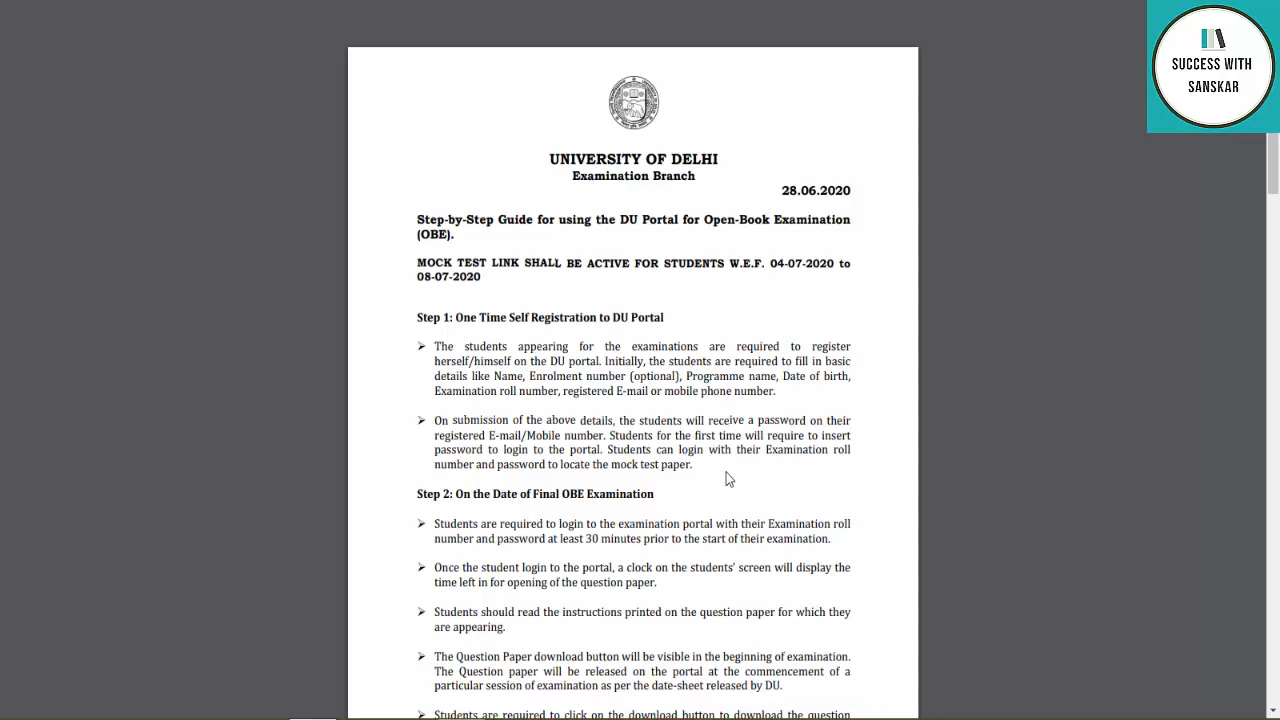 SUCCESS WITH
SANSKAR
UNIVERSITY OF DELHI
Examination Branch
28.06.2020
Step-by-Step Guide for using the DU Portal for Open-Book Examination
(OBE).
MOCK TEST LINK SHALL BE ACTIVE FOR STUDENTS W.E.F. 04-07-2020 to
08-07-2020
Step 1: One Time Self Registration to DU Portal
➢ The students appearing for the examinations are required to register
herself/himself on the DU portal. Initially, the students are required to fill in basic
details like Name, Enrolment number (optional), Programme name, Date of birth,
Examination roll number, registered E-mail or mobile phone number.
➢ On submission of the above details, the students will receive a password on their
registered E-mail/Mobile number. Students for the first time will require to insert
password to login to the portal. Students can login with their Examination roll
number and password to locate the mock test paper.
Step 2: On the Date of Final OBE Examination
➢ Students are required to login to the examination portal with their Examination roll
number and password at least 30 minutes prior to the start of their examination.
➢ Once the student login to the portal, a clock on the students' screen will display the
time left in for opening of the question paper.
➢ Students should read the instructions printed on the question paper for which they
are appearing.
➢ The Question Paper download button will be visible in the beginning of examination.
The Question paper will be released on the portal at the commencement of a
particular session of examination as per the date-sheet released by DU.
➢ Students are required to click on the download button to download the question